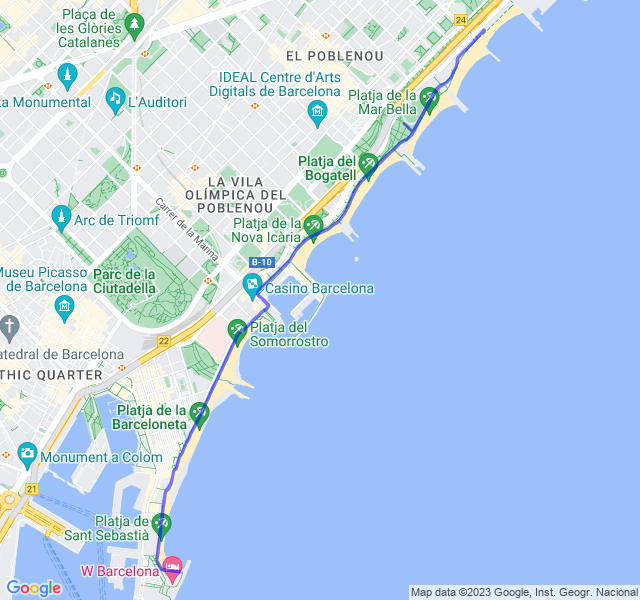 Plaça de
les Glòries
Catalanes
24
EL POBLENOU
IDEAL Centre d'Arts
Digitals de Barcelona
La Monumental
L'Auditori
Platja de la
Mar Bella
Platja del
Bogatell
LA VILA
OLÍMPICA DEL
POBLENOU
Arc de Triomf
Carrer de la Marina
Platja de la
Nova Icària
B-10
Parc de la
Ciutadella
Museu Picasso
de Barcelona
Casino Barcelona
Platja del
Somorrostro
22
atedral de Barcelona
THIC QUARTER
Platja de la
Barceloneta
Monument a Colom
21
Platja de
Sant Sebastià
W Barcelona
Google
Map data ©2023 Google, Inst. Geogr. Nacional